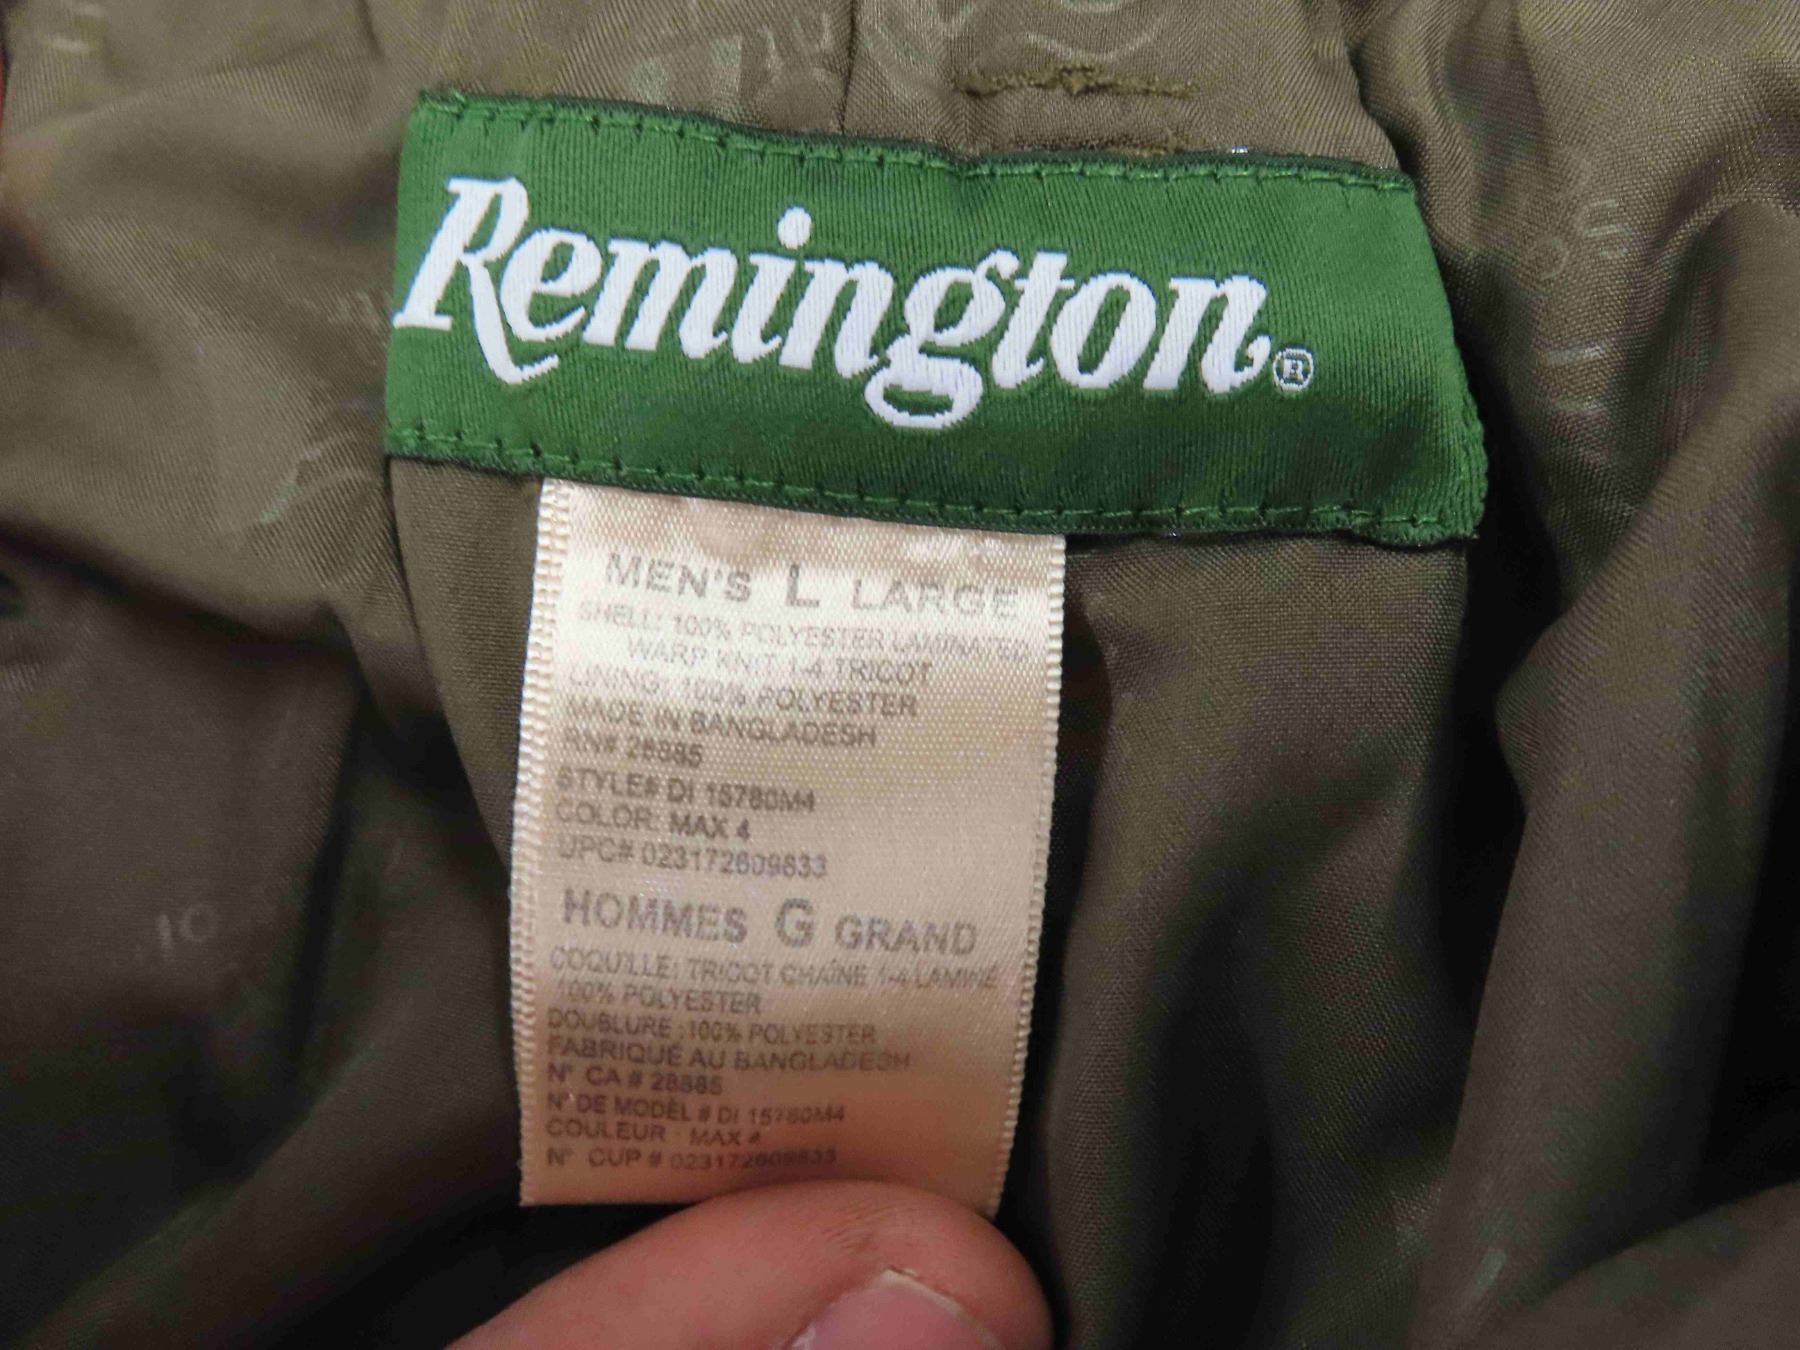 Remington®
MEN'S L LARGE
SHELL: 100% POLYESTER LAMINATED
WARP KNIT 1-4 TRICOT
LINING: 100% POLYESTER
MADE IN BANGLADESH
RN# 28885
STYLE# DI 15780M4
COLOR: MAX 4
UPC# 023172609833
HOMMES G GRAND
COQUILLE: TRICOT CHAÎNE 1-4 LAMINÉ
100% POLYESTER
DOUBLURE :100% POLYESTER
FABRIQUÉ AU BANGLADESH
N° CA # 28885
N° DE MODÈL # DI 15780M4
COULEUR : MAX 4
N° CUP # 023172609833